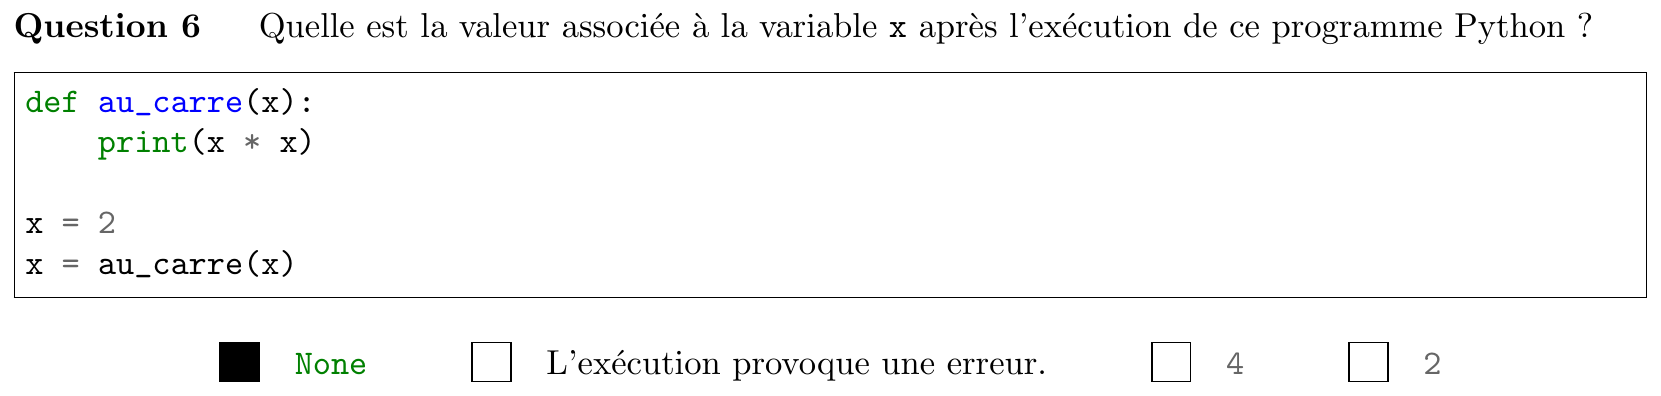 Question 6 Quelle est la valeur associée à la variable x après l'exécution de ce programme Python ?
def au_carre(x):
    print(x * x)
x = 2
x = au_carre(x)
None L'exécution provoque une erreur. 4 2